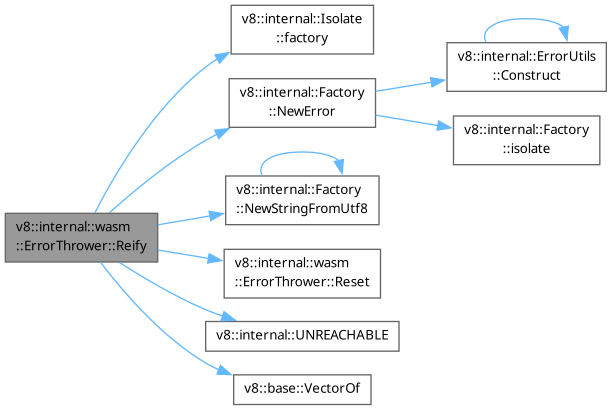 v8::internal::Isolate
::factory
v8::internal::ErrorUtils
::Construct
v8::internal::Factory
::NewError
v8::internal::Factory
::isolate
v8::internal::Factory
::NewStringFromUtf8
v8::internal::wasm
::ErrorThrower::Reify
v8::internal::wasm
::ErrorThrower::Reset
v8::internal::UNREACHABLE
v8::base::VectorOf